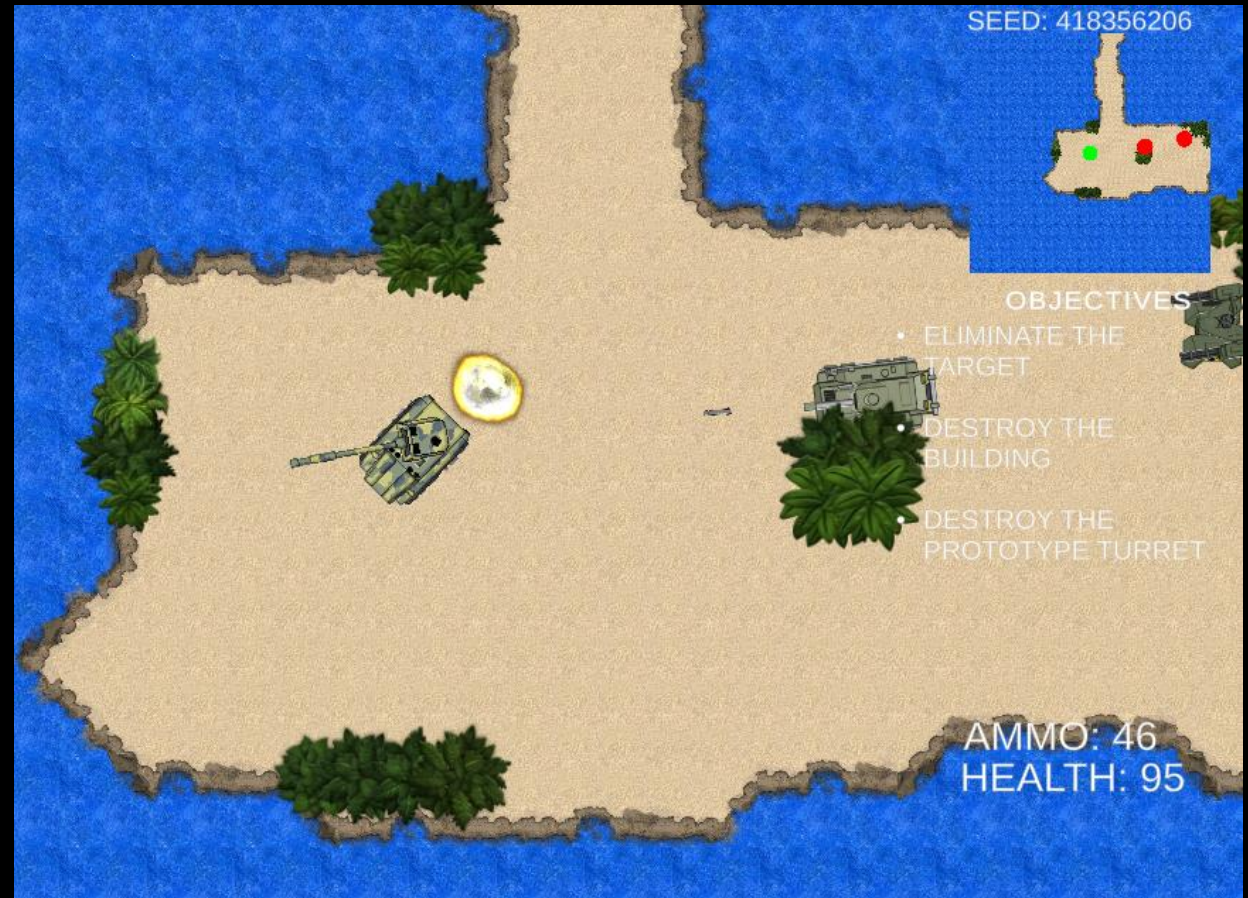 SEED: 418356206
OBJECTIVES
• ELIMINATE THE
TARGET
• DESTROY THE
BUILDING
• DESTROY THE
PROTOTYPE TURRET
AMMO: 46
HEALTH: 95